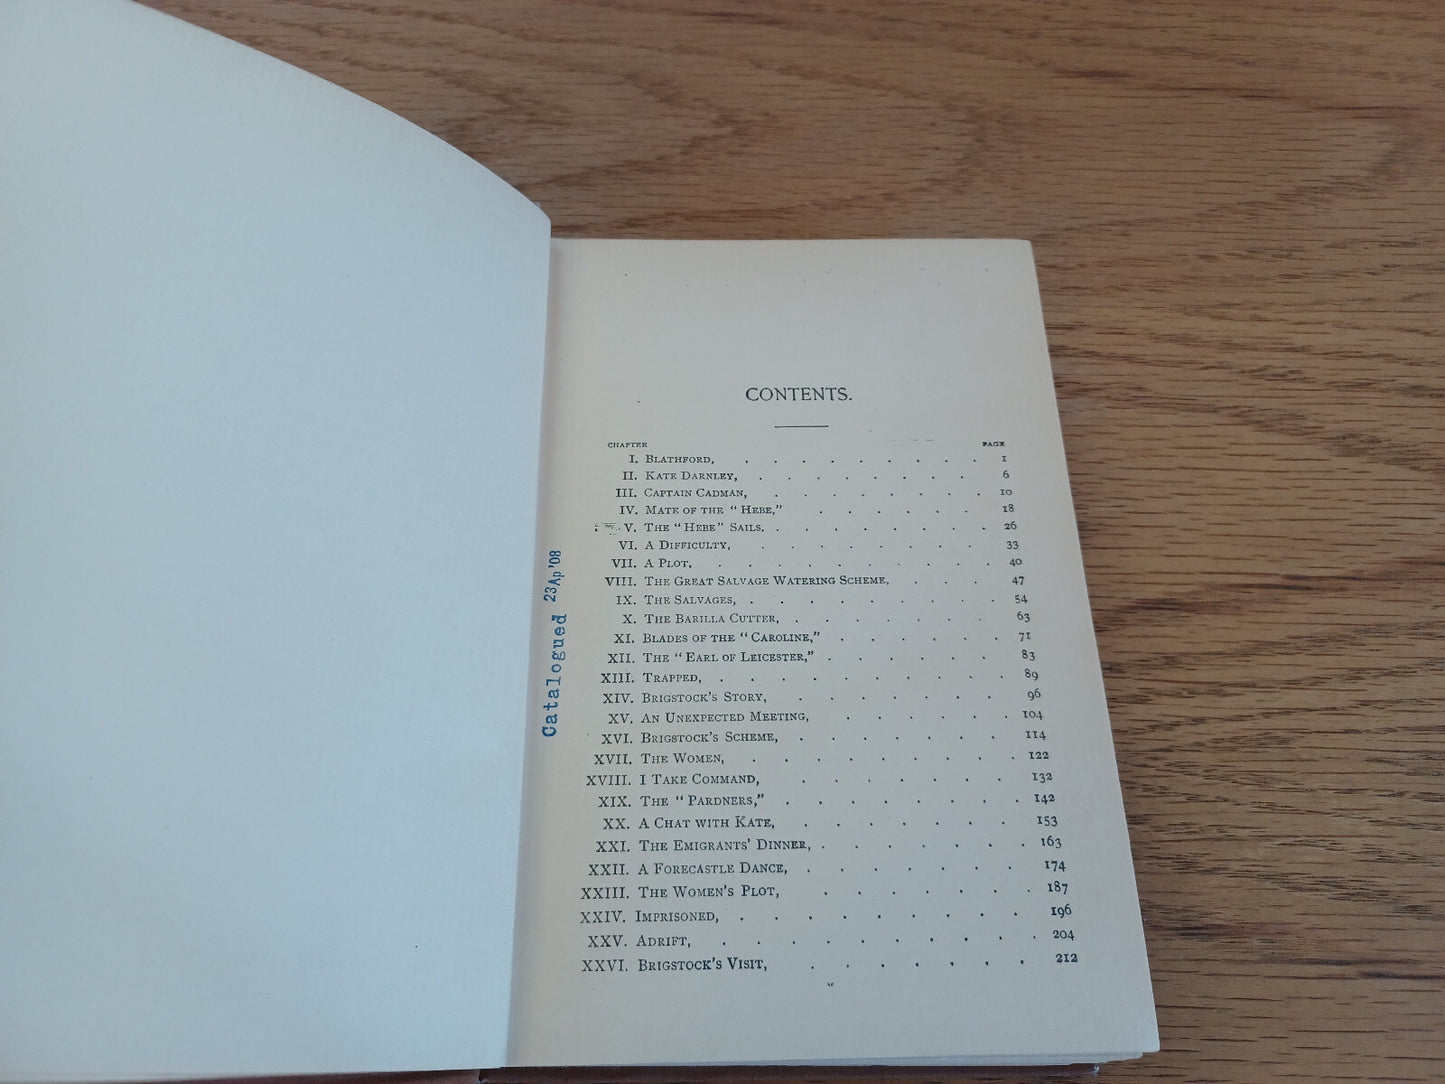 CONTENTS.
CHAPTER PAGE
I. BLATHFORD, . . . . . . . . . 1
II. KATE DARNLEY, . . . . . . . . 6
III. CAPTAIN CADMAN, . . . . . . . . 10
IV. MATE OF THE "HEBE," . . . . . . 18
V. THE "HEBE" SAILS, . . . . . . . . 26
VI. A DIFFICULTY, . . . . . . . . 33
VII. A PLOT, . . . . . . . . . . 40
VIII. THE GREAT SALVAGE WATERING SCHEME, . . . . 47
IX. THE SALVAGES, . . . . . . . . 54
X. THE BARILLA CUTTER, . . . . . . . 63
XI. BLADES OF THE "CAROLINE," . . . . . . 71
XII. THE "EARL OF LEICESTER," . . . . . . 83
XIII. TRAPPED, . . . . . . . . . . 89
XIV. BRIGSTOCK'S STORY, . . . . . . . 96
XV. AN UNEXPECTED MEETING, . . . . . . 104
XVI. BRIGSTOCK'S SCHEME, . . . . . . . 114
XVII. THE WOMEN, . . . . . . . . 122
XVIII. I TAKE COMMAND, . . . . . . . 132
XIX. THE "PARDNERS," . . . . . . . . 142
XX. A CHAT WITH KATE, . . . . . . . 153
XXI. THE EMIGRANTS' DINNER, . . . . . . . 163
XXII. A FORECASTLE DANCE, . . . . . . . 174
XXIII. THE WOMEN'S PLOT, . . . . . . . 187
XXIV. IMPRISONED, . . . . . . . . . 196
XXV. ADRIFT, . . . . . . . . . . 204
XXVI. BRIGSTOCK'S VISIT, . . . . . . . 212
v
Catalogued 23Ap'08